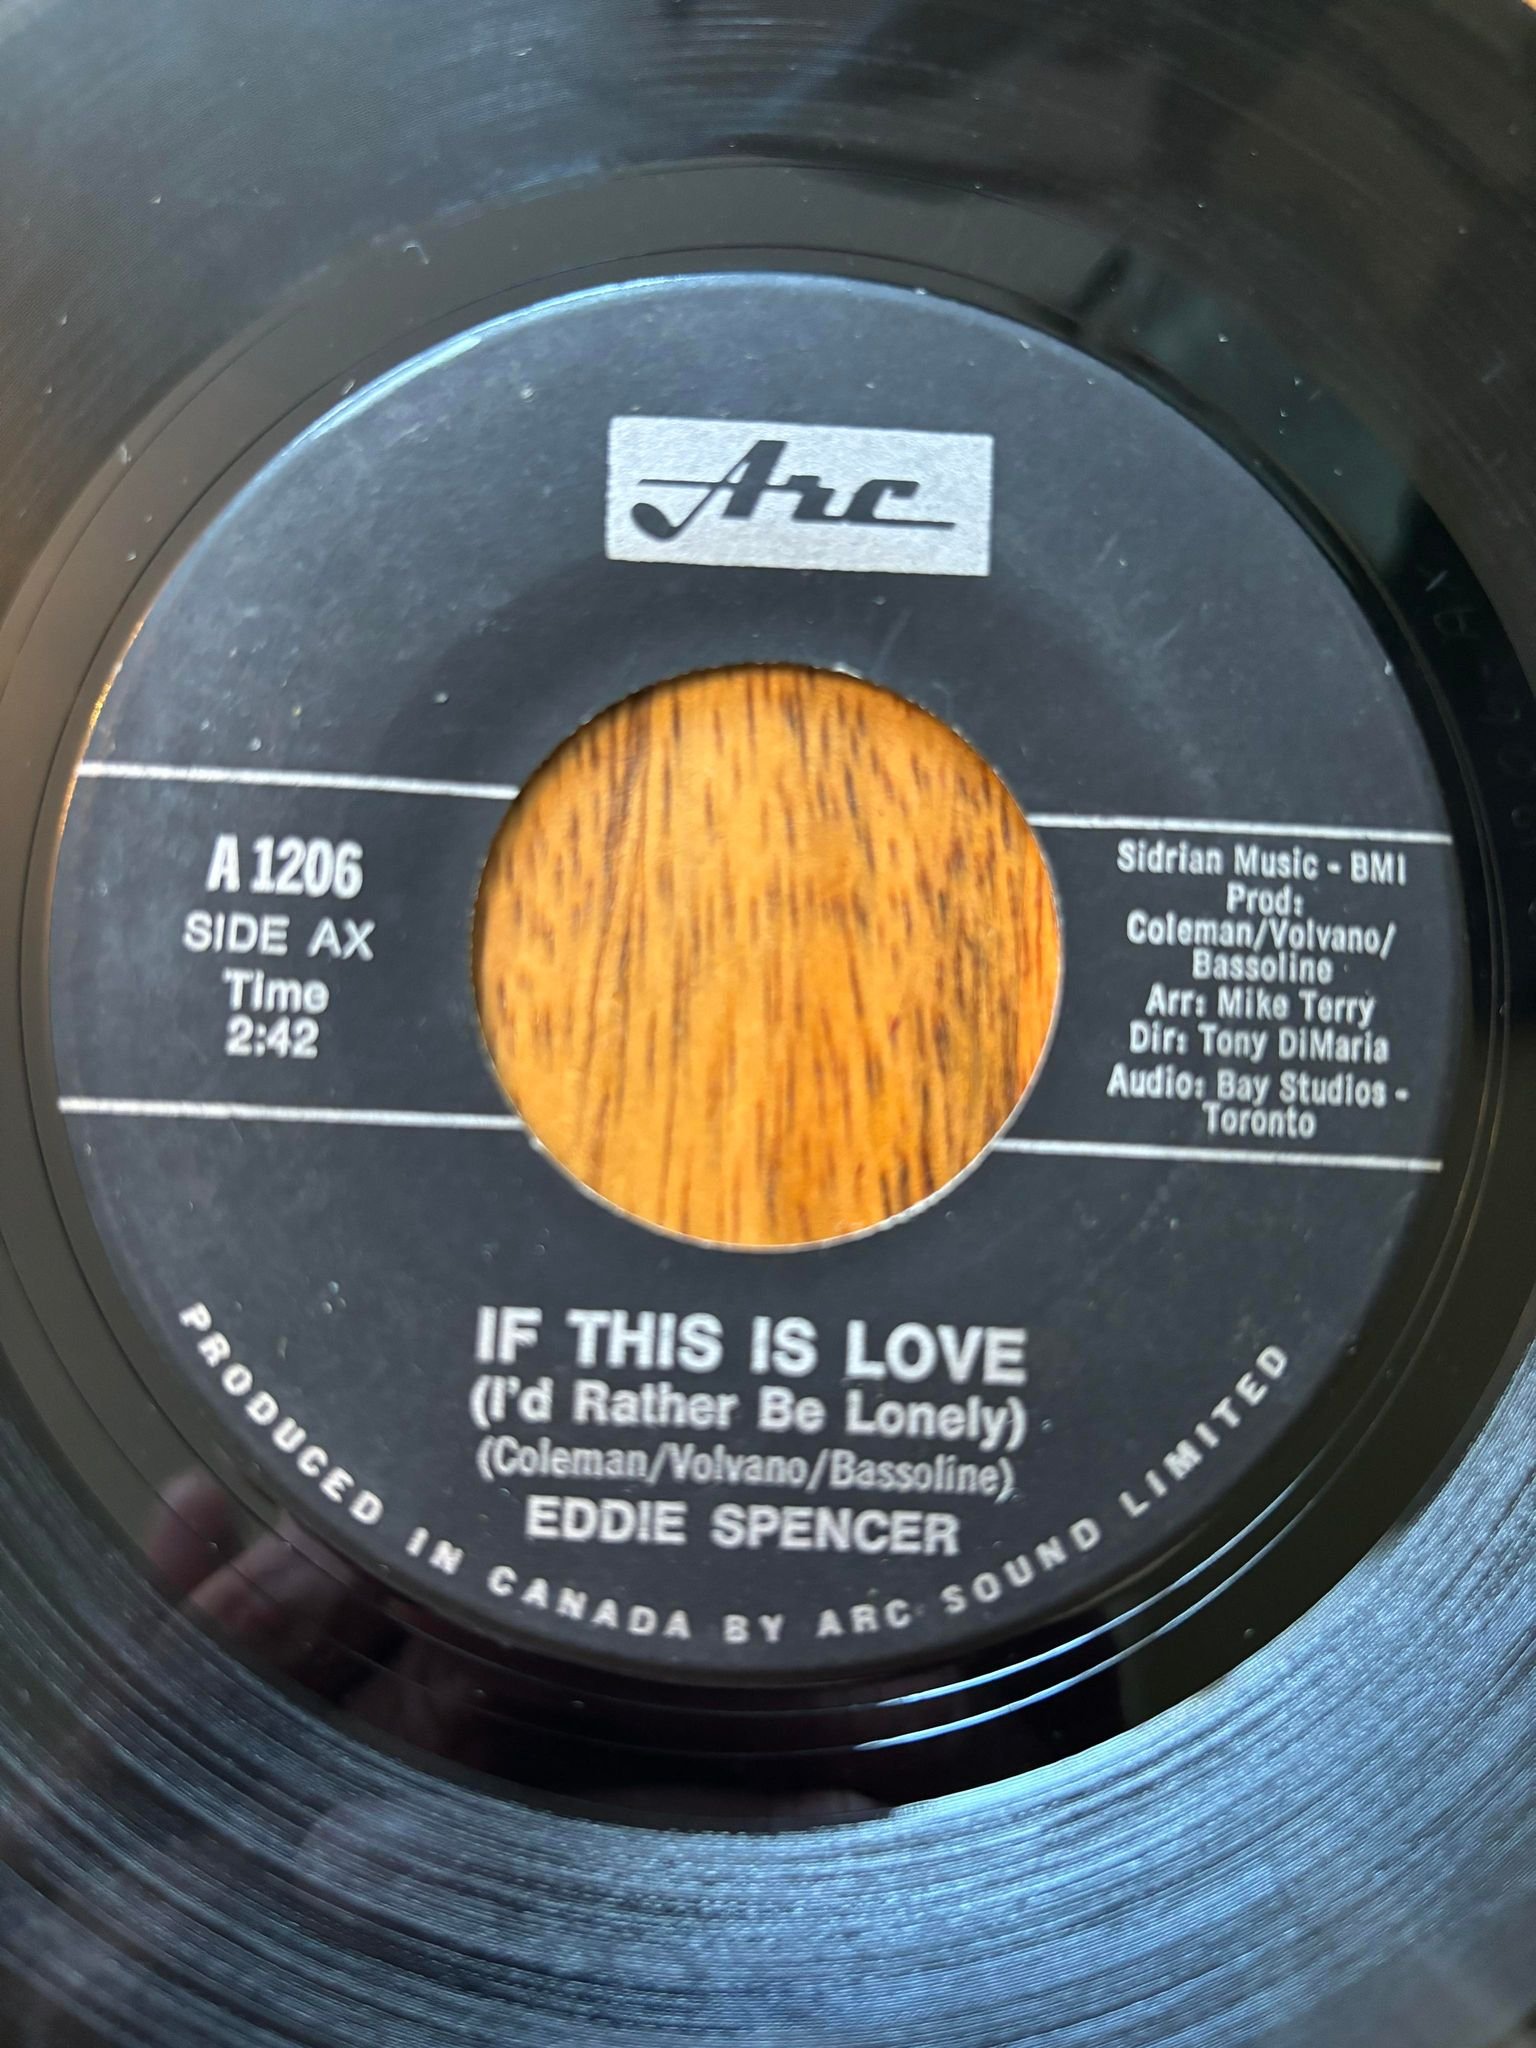 Arc
A 1206
SIDE AX
Time
2:42
Sidrian Music - BMI
Prod:
Coleman/Volvano/
Bassoline
Arr: Mike Terry
Dir: Tony DiMaria
Audio: Bay Studios -
Toronto
IF THIS IS LOVE
(I'd Rather Be Lonely)
(Coleman/Volvano/Bassoline)
EDDIE SPENCER
PRODUCED IN CANADA BY ARC SOUND LIMITED